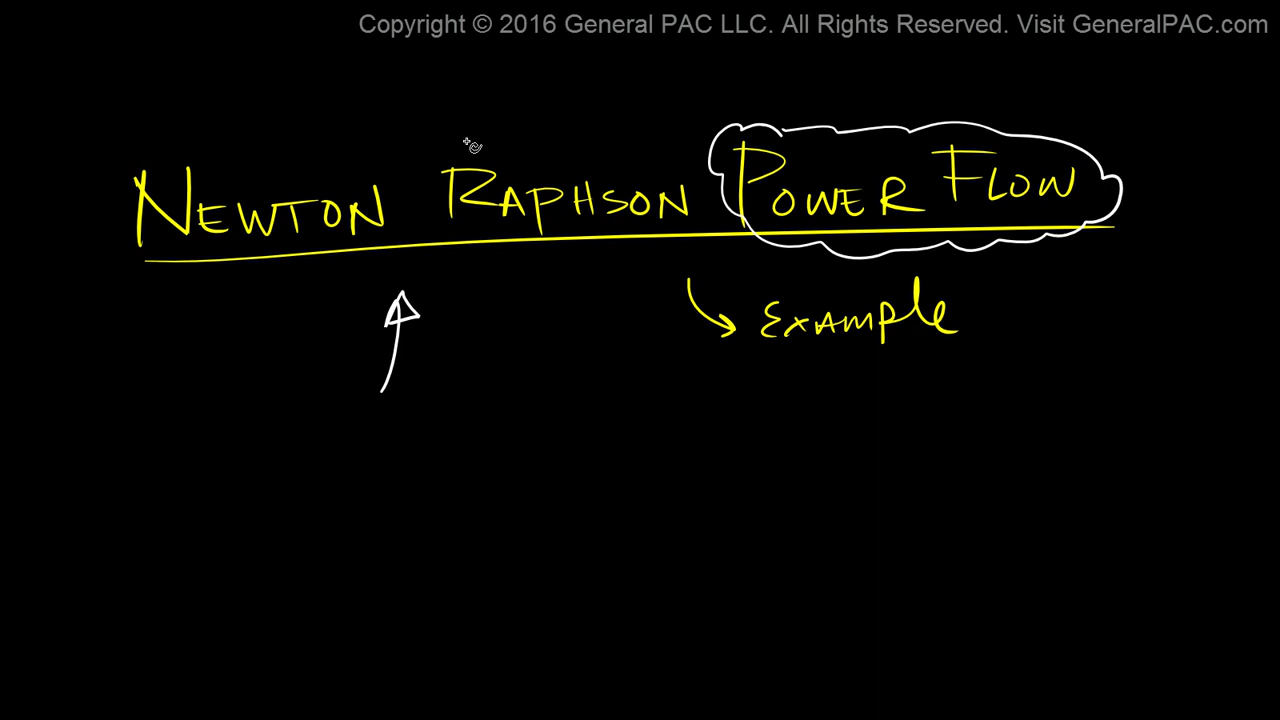 Copyright © 2016 General PAC LLC. All Rights Reserved. Visit GeneralPAC.com
NEWTON RAPHSON POWER FLOW
Example